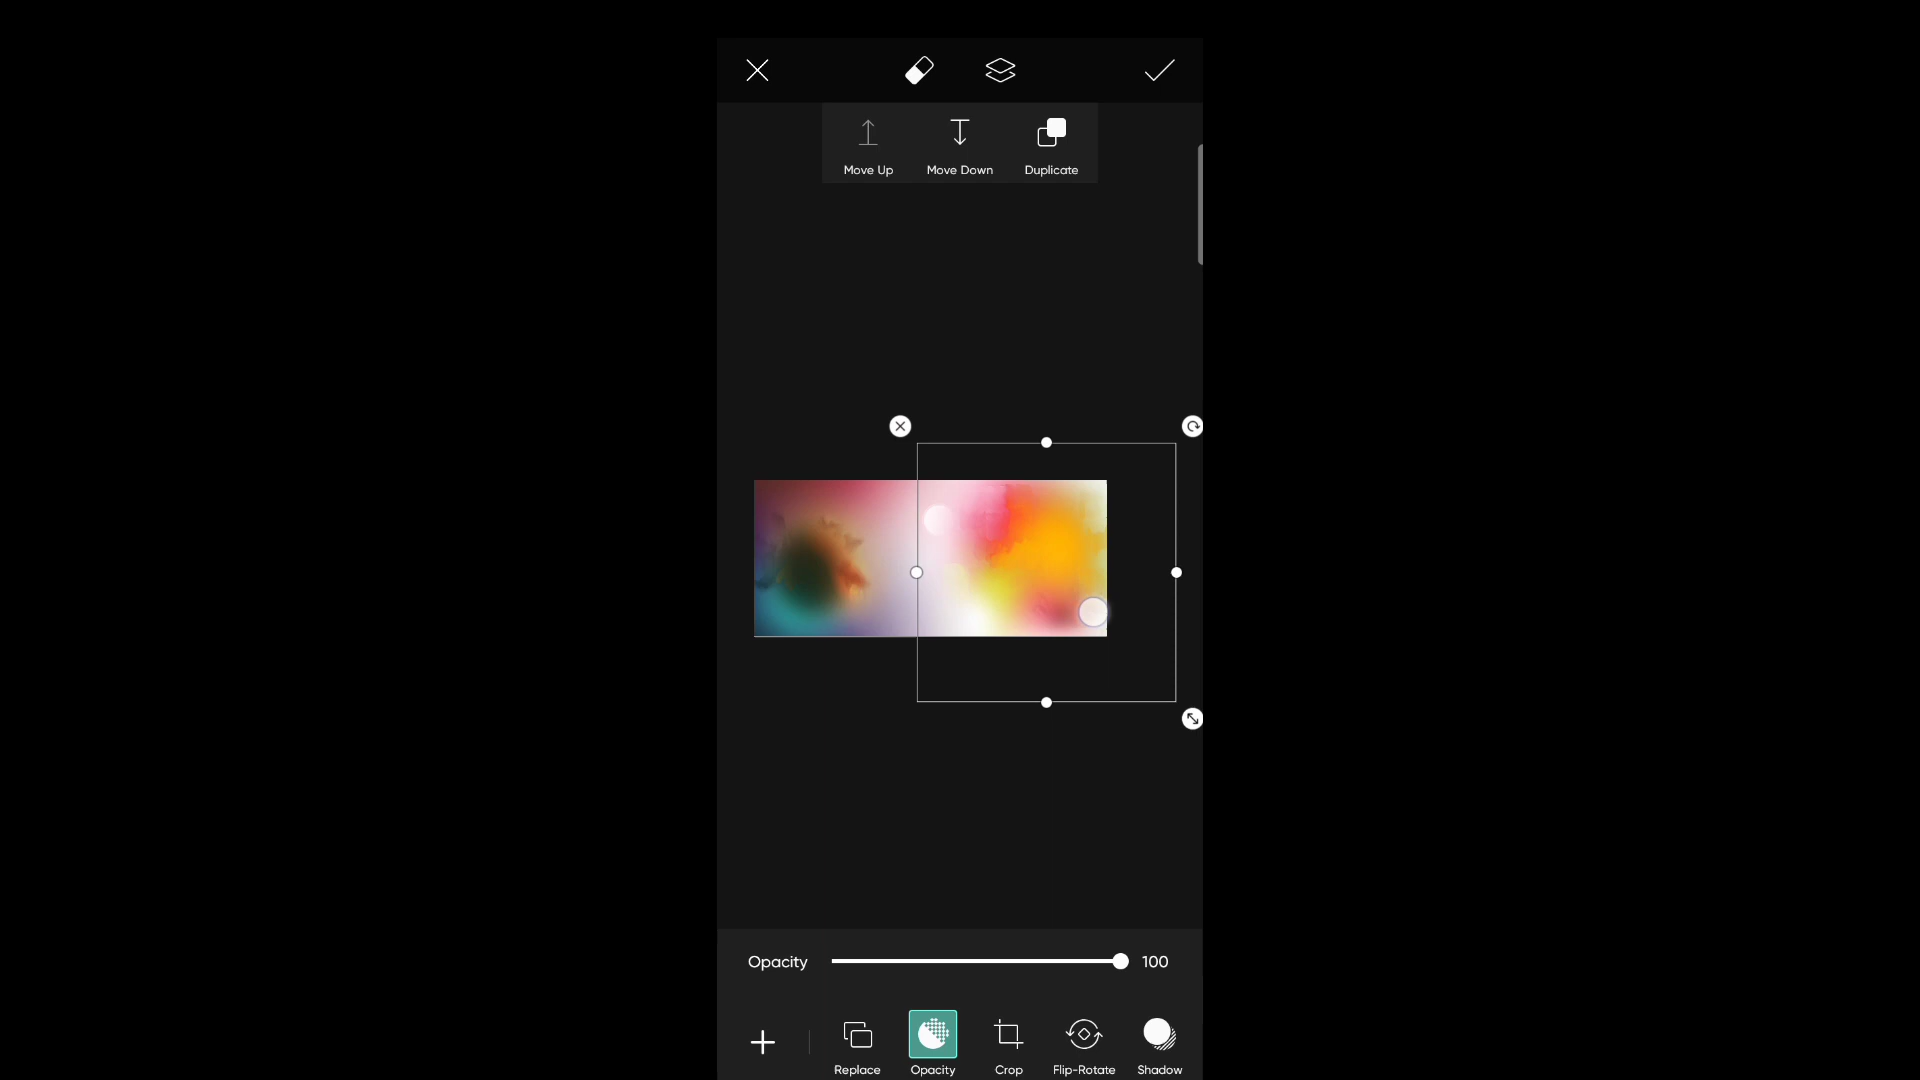 Move Up
Move Down
Duplicate
Opacity
100
Replace
Opacity
Crop
Flip-Rotate
Shadow